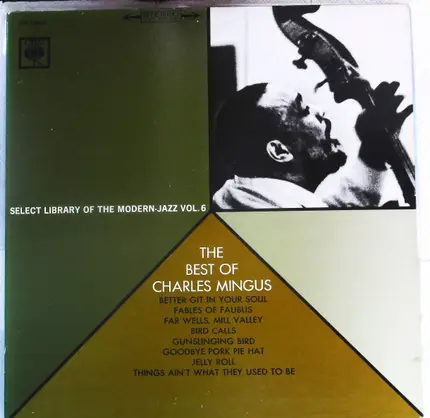 SELECT LIBRARY OF THE MODERN-JAZZ VOL. 6
THE
BEST OF
CHARLES MINGUS
BETTER GIT IN YOUR SOUL
FABLES OF FAUBUS
FAR WELLS, MILL VALLEY
BIRD CALLS
GUNSLINGING BIRD
GOODBYE PORK PIE HAT
JELLY ROLL
THINGS AIN'T WHAT THEY USED TO BE